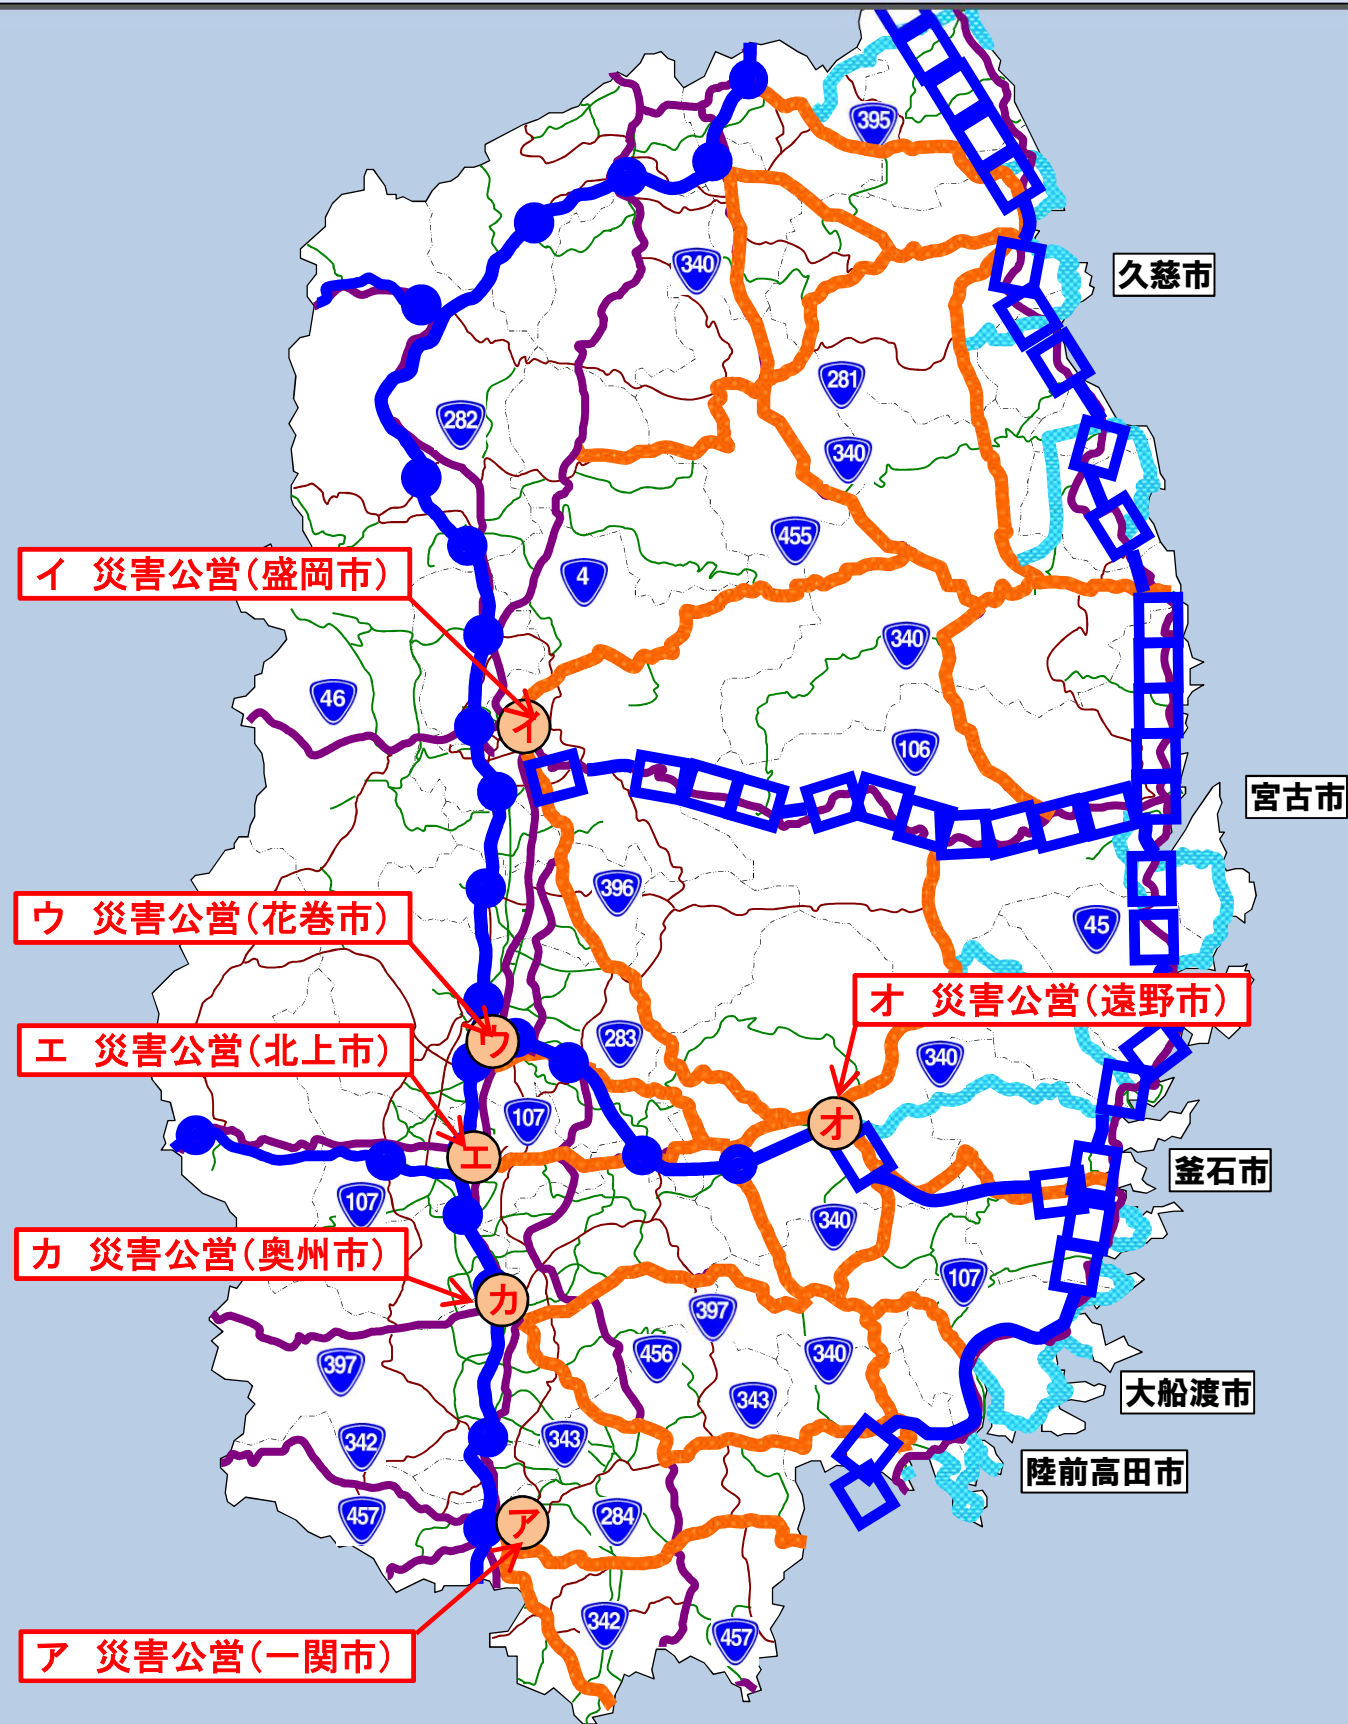 395
久慈市
340
281
282
340
455
イ 災害公営(盛岡市)
4
340
46
イ
106
宮古市
396
ウ 災害公営(花巻市)
45
オ 災害公営(遠野市)
ウ
283
エ 災害公営(北上市)
340
107
オ
エ
釜石市
107
340
カ 災害公営(奥州市)
107
カ
397
456
340
397
大船渡市
343
342
343
陸前高田市
457
ア
284
342
457
ア 災害公営(一関市)